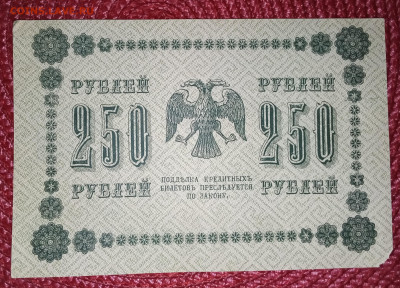 РУБЛЕЙ РУБЛЕЙ
250 250
РУБЛЕЙ РУБЛЕЙ
ПОДДѢЛКА КРЕДИТНЫХЪ
БИЛЕТОВЪ ПРЕСЛѢДУЕТСЯ
ПО ЗАКОНУ.